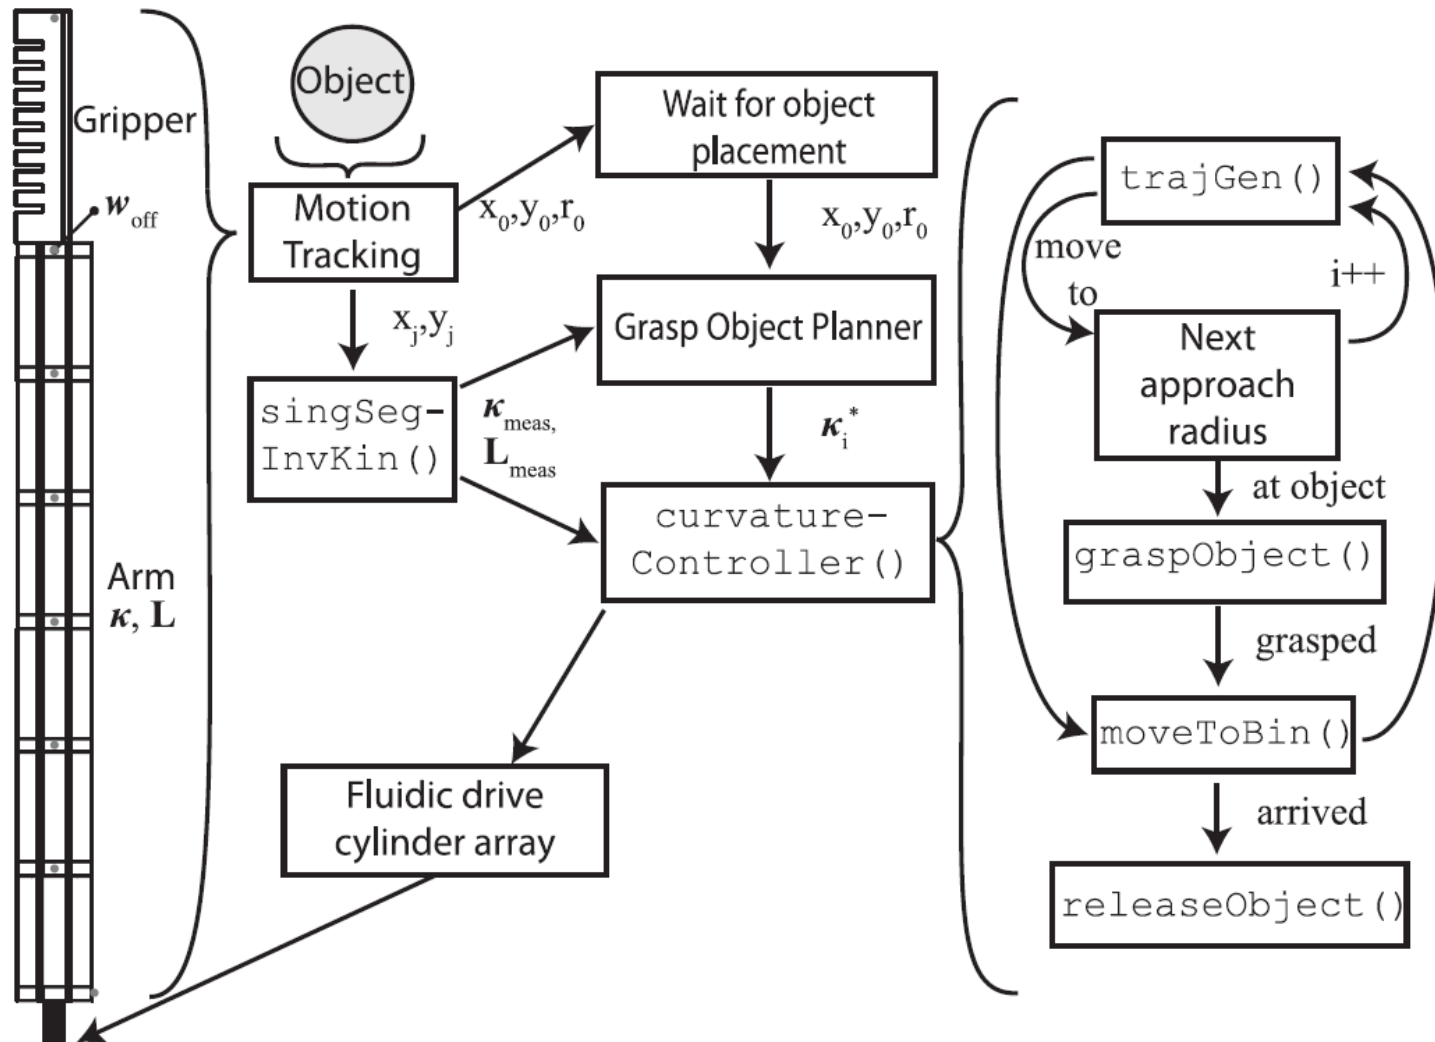 Gripper
w_off
Arm
κ, L
Object
Motion
Tracking
x_0,y_0,r_0
x_j,y_j
singSeg-
InvKin()
κ_meas,
L_meas
Wait for object
placement
x_0,y_0,r_0
Grasp Object Planner
κ_i^*
curvature-
Controller()
Fluidic drive
cylinder array
trajGen()
move
to
i++
Next
approach
radius
at object
graspObject()
grasped
moveToBin()
arrived
releaseObject()